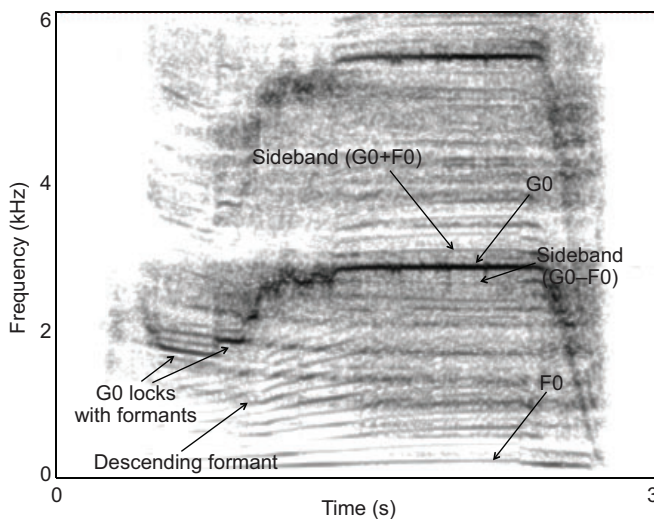 6
Sideband (G0+F0)
4
G0
Sideband
(G0–F0)
Frequency (kHz)
2
G0 locks
with formants
F0
Descending formant
0
0
3
Time (s)